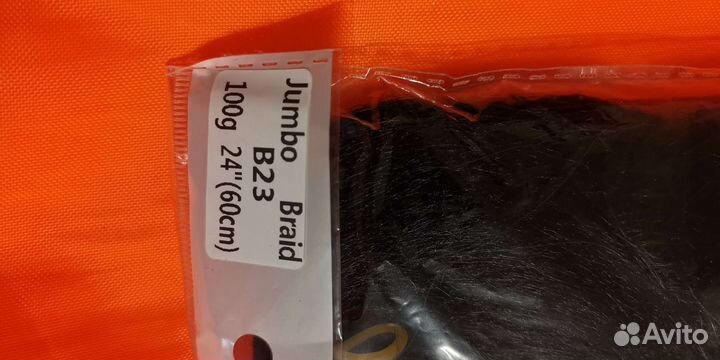 Jumbo Braid
B23
100g 24"(60cm)
Avito